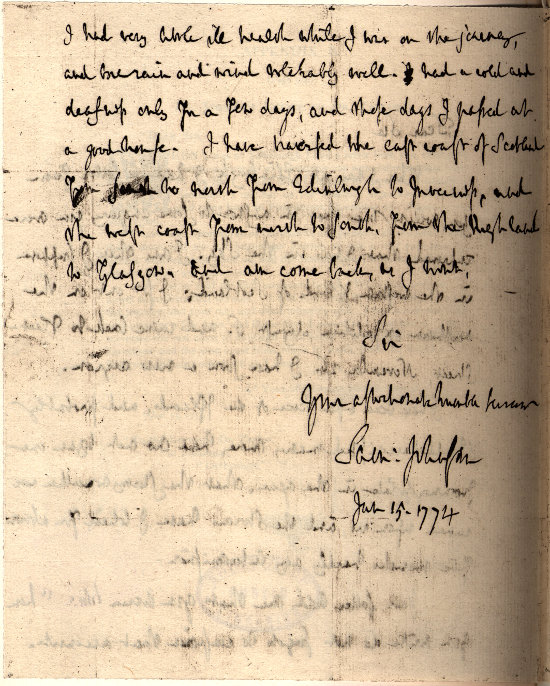 I had very little ill health while I was on the journey,
and bore rain and wind tolerably well. I had a cold and
deafness only for a few days, and those days I passed at
a good house. I have traversed the east coast of Scotland
from South to north from Edinburgh to Inverness, and
the west coast from north to South, from the Highlands
to Glasgow. And am come back, as I went,
Sir
Your affectionate humble servant
Sam: Johnson
Jan 15. 1774